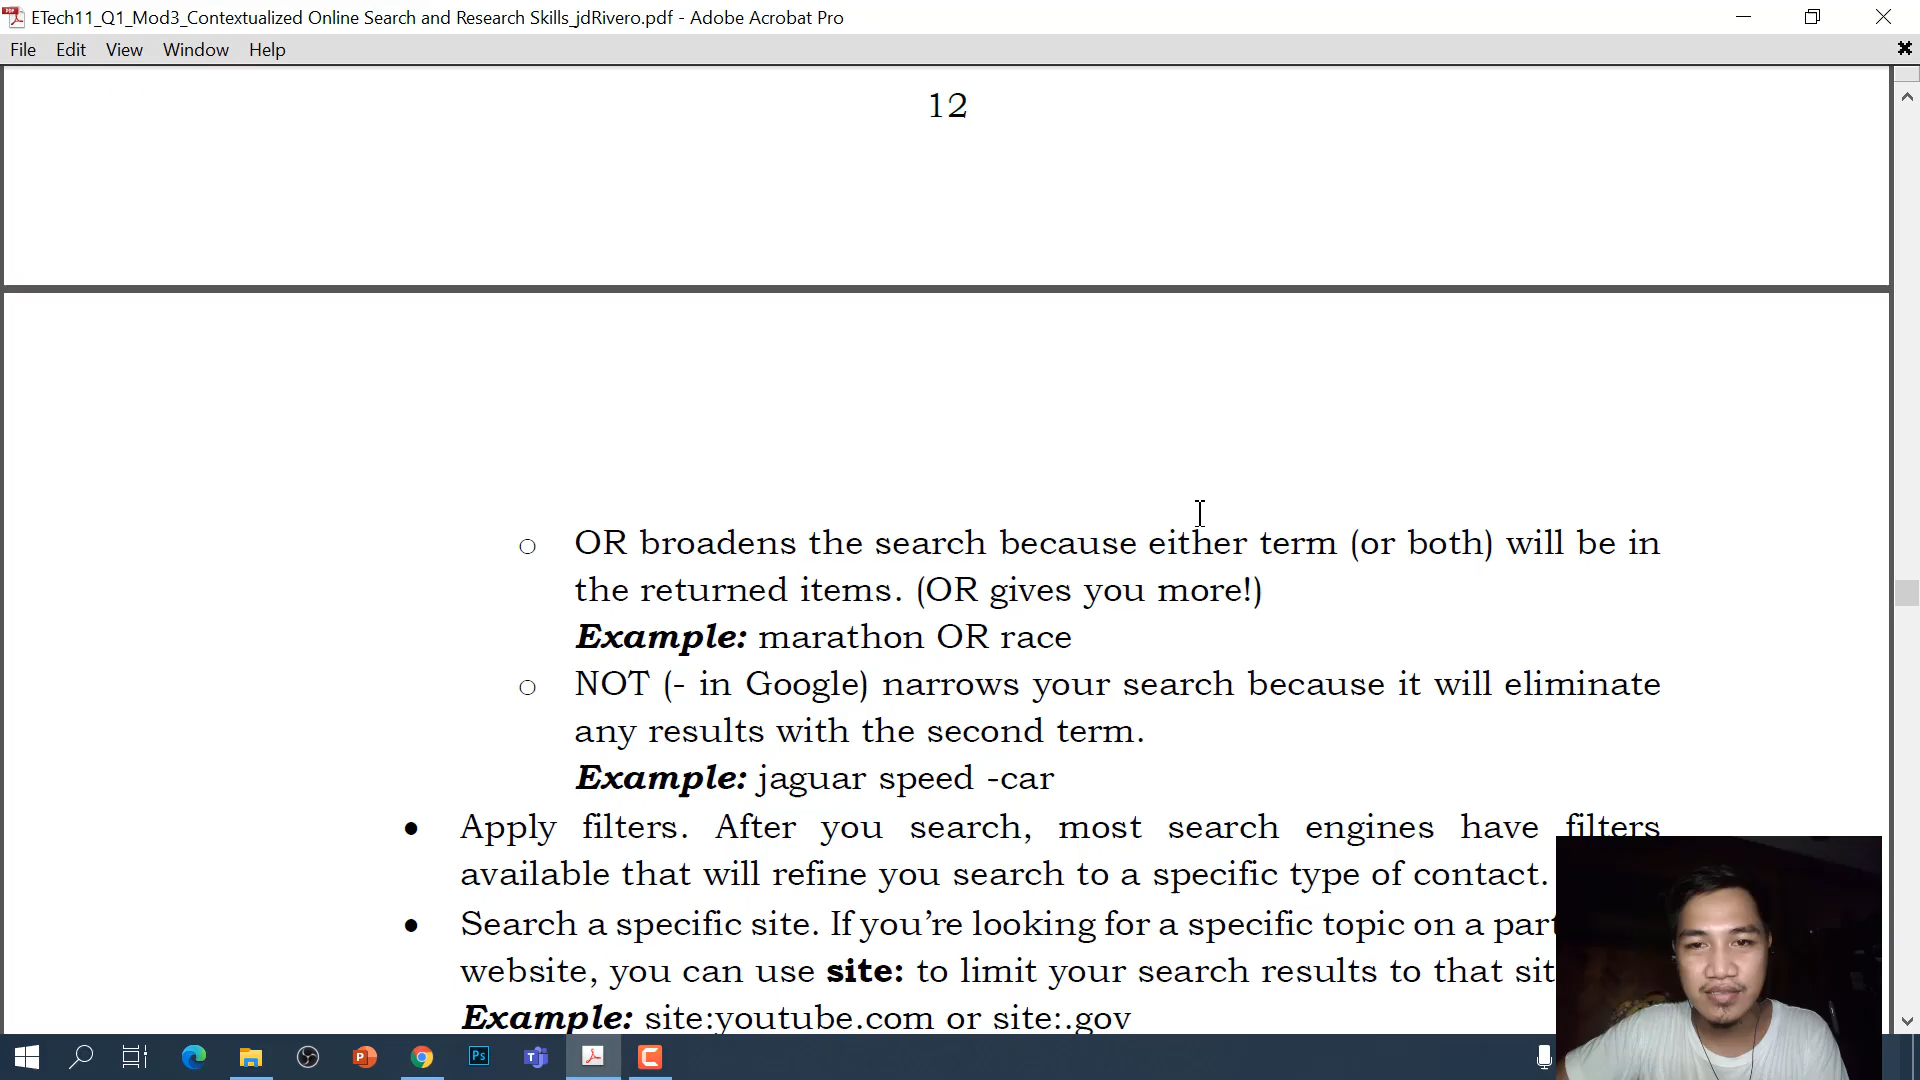 ETech11_Q1_Mod3_Contextualized Online Search and Research Skills_jdRivero.pdf - Adobe Acrobat Pro
File Edit View Window Help
12
OR broadens the search because either term (or both) will be in
the returned items. (OR gives you more!)
Example: marathon OR race
NOT (- in Google) narrows your search because it will eliminate
any results with the second term.
Example: jaguar speed -car
Apply filters. After you search, most search engines have filters
available that will refine you search to a specific type of contact.
Search a specific site. If you’re looking for a specific topic on a part
website, you can use site: to limit your search results to that sit
Example: site:youtube.com or site:.gov